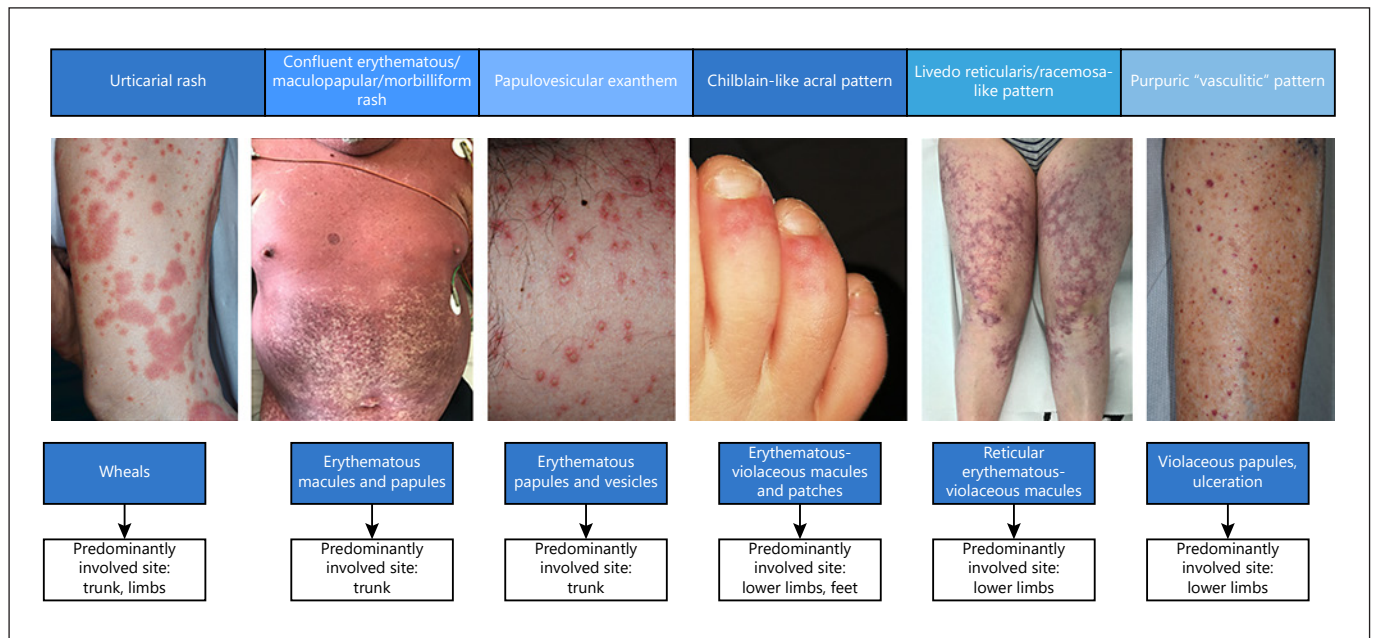 Urticarial rash
Confluent erythematous/
maculopapular/morbilliform
rash
Papulovesicular exanthem
Chilblain-like acral pattern
Livedo reticularis/racemosa-
like pattern
Purpuric “vasculitic” pattern
Wheals
Erythematous
macules and papules
Erythematous
papules and vesicles
Erythematous-
violaceous macules
and patches
Reticular
erythematous-
violaceous macules
Violaceous papules,
ulceration
Predominantly
involved site:
trunk, limbs
Predominantly
involved site:
trunk
Predominantly
involved site:
trunk
Predominantly
involved site:
lower limbs, feet
Predominantly
involved site:
lower limbs
Predominantly
involved site:
lower limbs